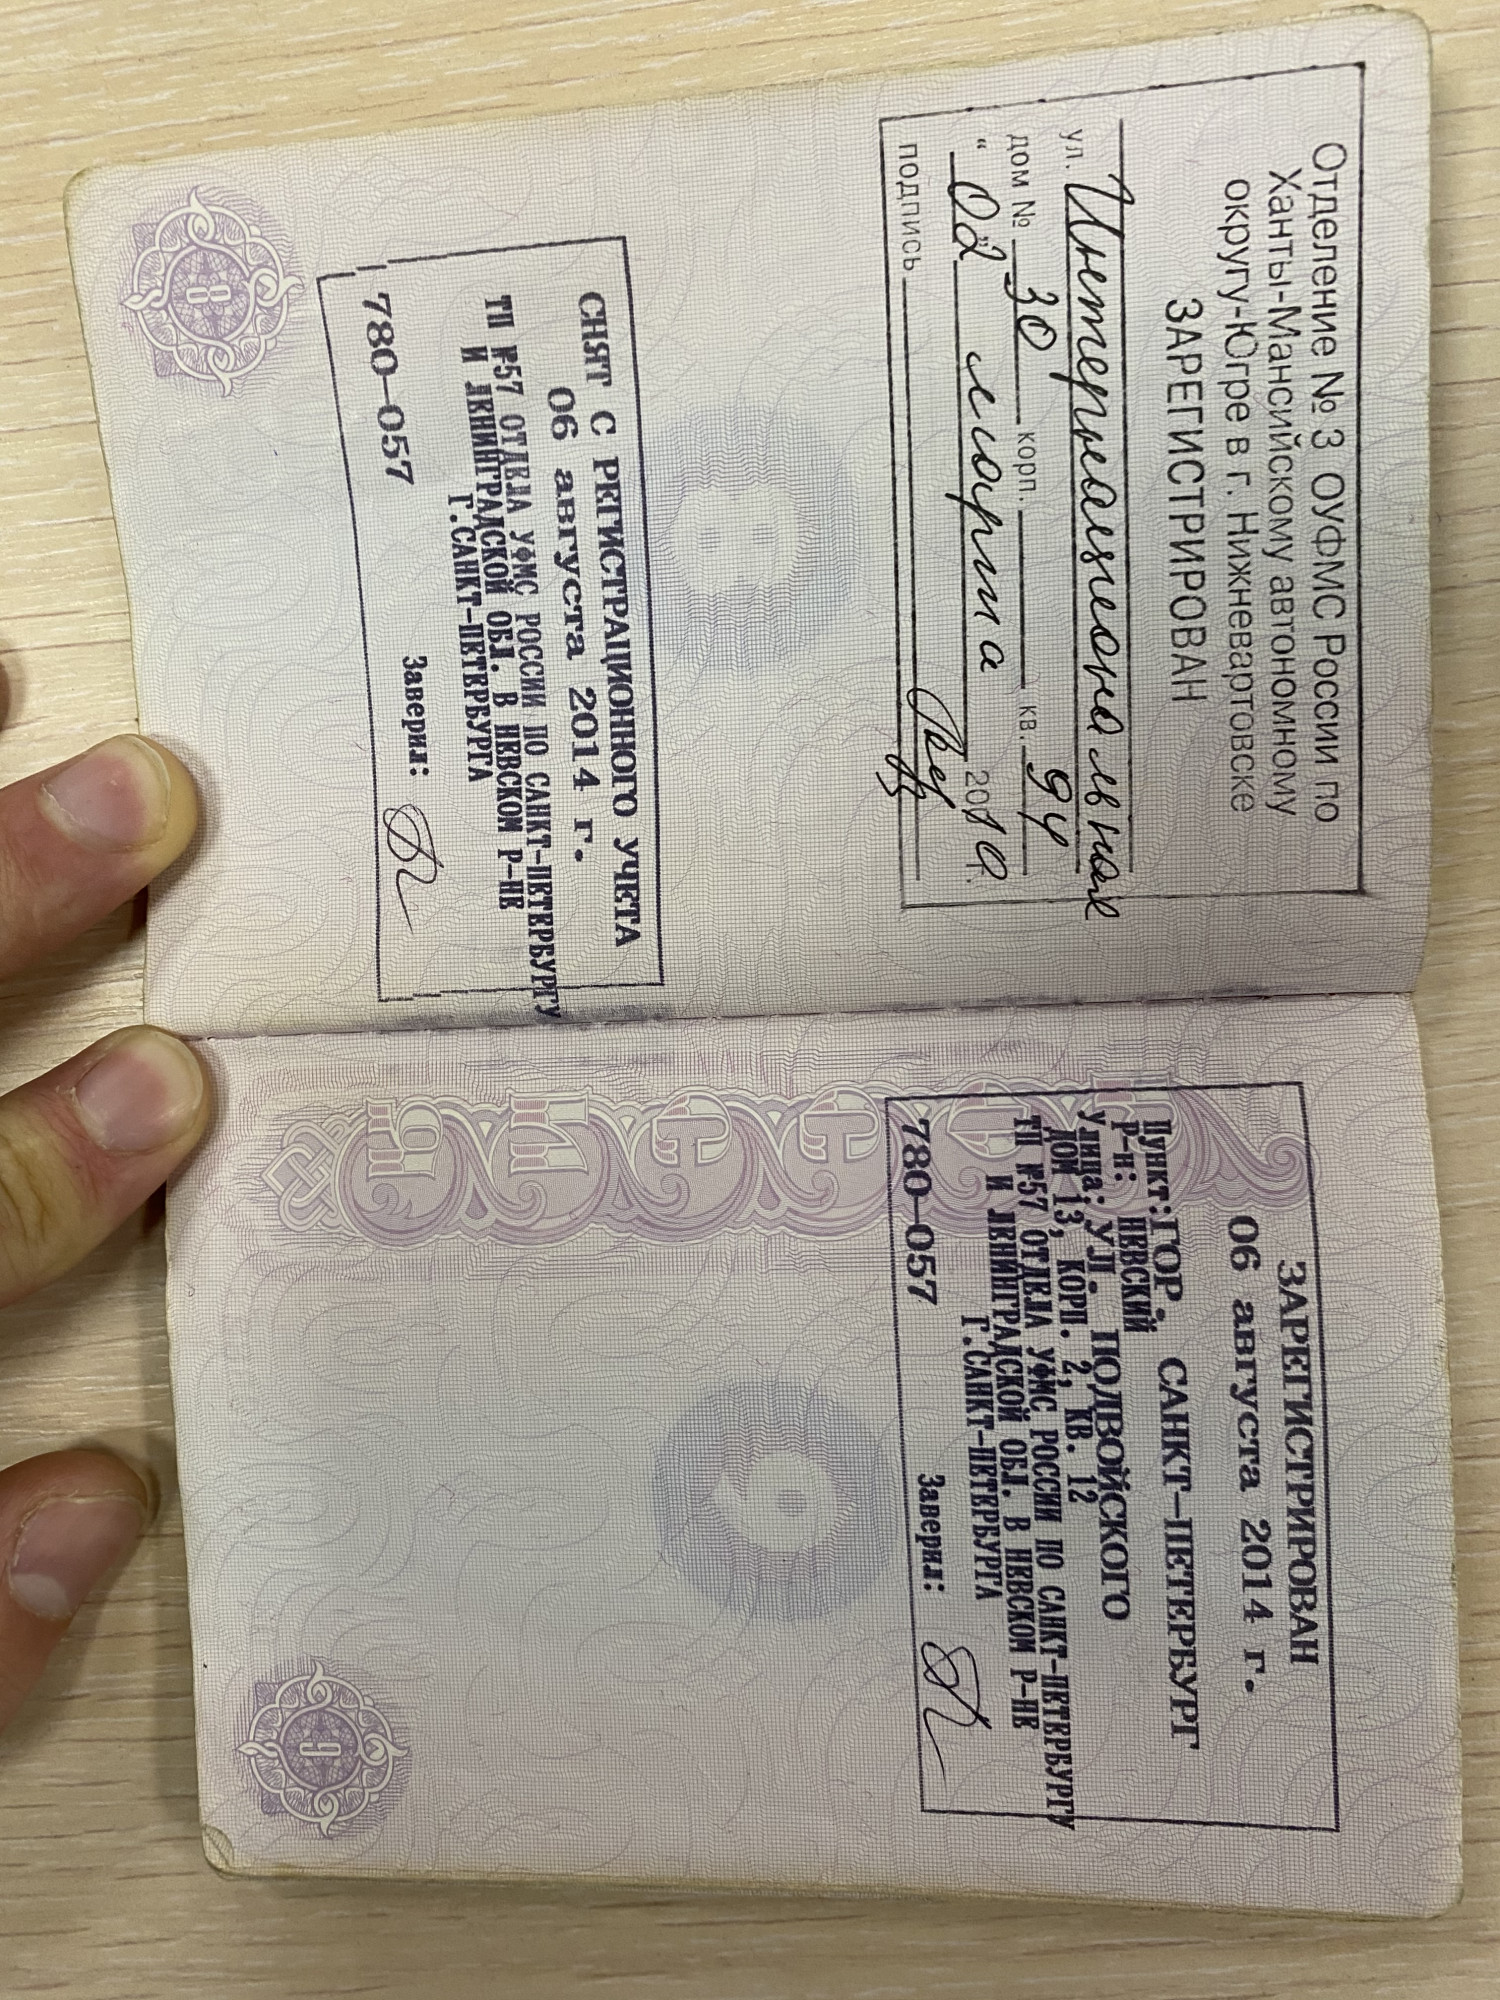 Отделение № 3 ОУФМС России по
Ханты-Мансийскому автономному
округу-Югре в г. Нижневартовске
ЗАРЕГИСТРИРОВАН
ул. Интернациональная
дом № 30 корп. кв. 94
" 02 " марта 2010 г.
подпись
СНЯТ С РЕГИСТРАЦИОННОГО УЧЕТА
06 августа 2014 г.
ТП №57 ОТДЕЛА УФМС РОССИИ ПО САНКТ-ПЕТЕРБУРГУ
И ЛЕНИНГРАДСКОЙ ОБЛ. В НЕВСКОМ Р-НЕ
Г.САНКТ-ПЕТЕРБУРГА
780-057 Заверил:
8
ЗАРЕГИСТРИРОВАН
06 августа 2014 г.
Пункт:ГОР. САНКТ-ПЕТЕРБУРГ
Р-н: НЕВСКИЙ
Улица: УЛ. ПОДВОЙСКОГО
ДОМ 13, КОРП. 2, КВ. 12
ТП №57 ОТДЕЛА УФМС РОССИИ ПО САНКТ-ПЕТЕРБУРГУ
И ЛЕНИНГРАДСКОЙ ОБЛ. В НЕВСКОМ Р-НЕ
Г.САНКТ-ПЕТЕРБУРГА
780-057 Заверил:
9